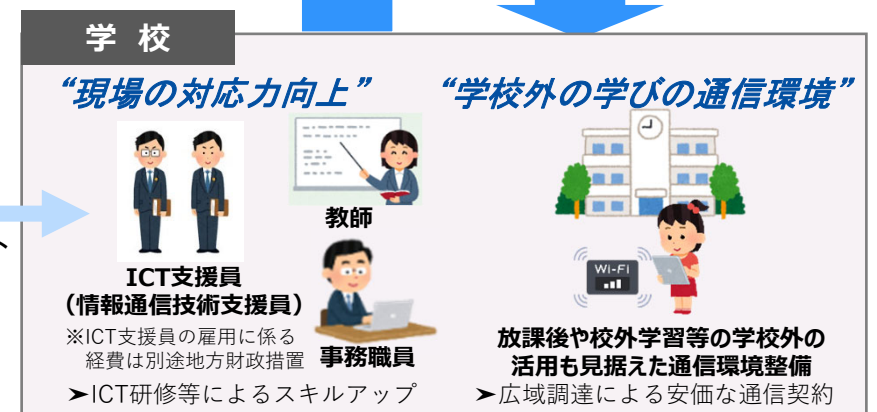 学 校
“現場の対応力向上”
教師
ICT支援員
（情報通信技術支援員）
※ICT支援員の雇用に係る
経費は別途地方財政措置
事務職員
➤ICT研修等によるスキルアップ
“学校外の学びの通信環境”
Wi-Fi
放課後や校外学習等の学校外の
活用も見据えた通信環境整備
➤広域調達による安価な通信契約